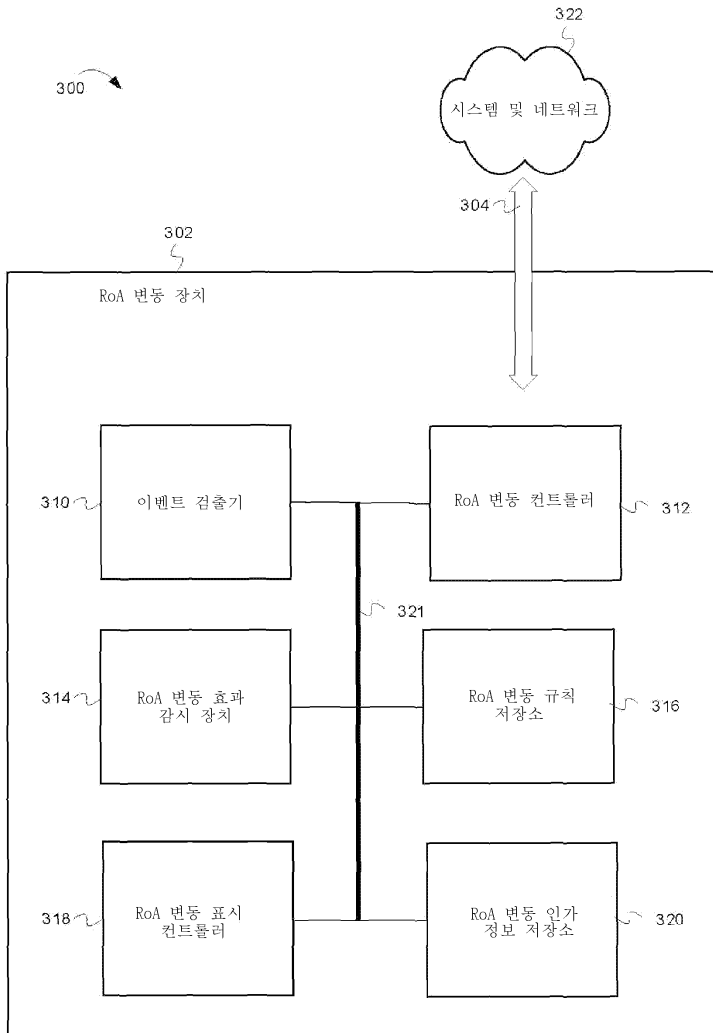 322
300
시스템 및 네트워크
304
302
RoA 변동 장치
310
이벤트 검출기
RoA 변동 컨트롤러
312
321
314
RoA 변동 효과
감시 장치
RoA 변동 규칙
저장소
316
318
RoA 변동 표시
컨트롤러
RoA 변동 인가
정보 저장소
320